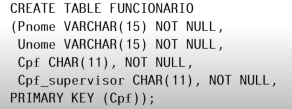 CREATE TABLE FUNCIONARIO
(Pnome VARCHAR(15) NOT NULL,
Unome VARCHAR(15) NOT NULL,
Cpf CHAR(11), NOT NULL,
Cpf_supervisor CHAR(11), NOT NULL,
PRIMARY KEY (Cpf));